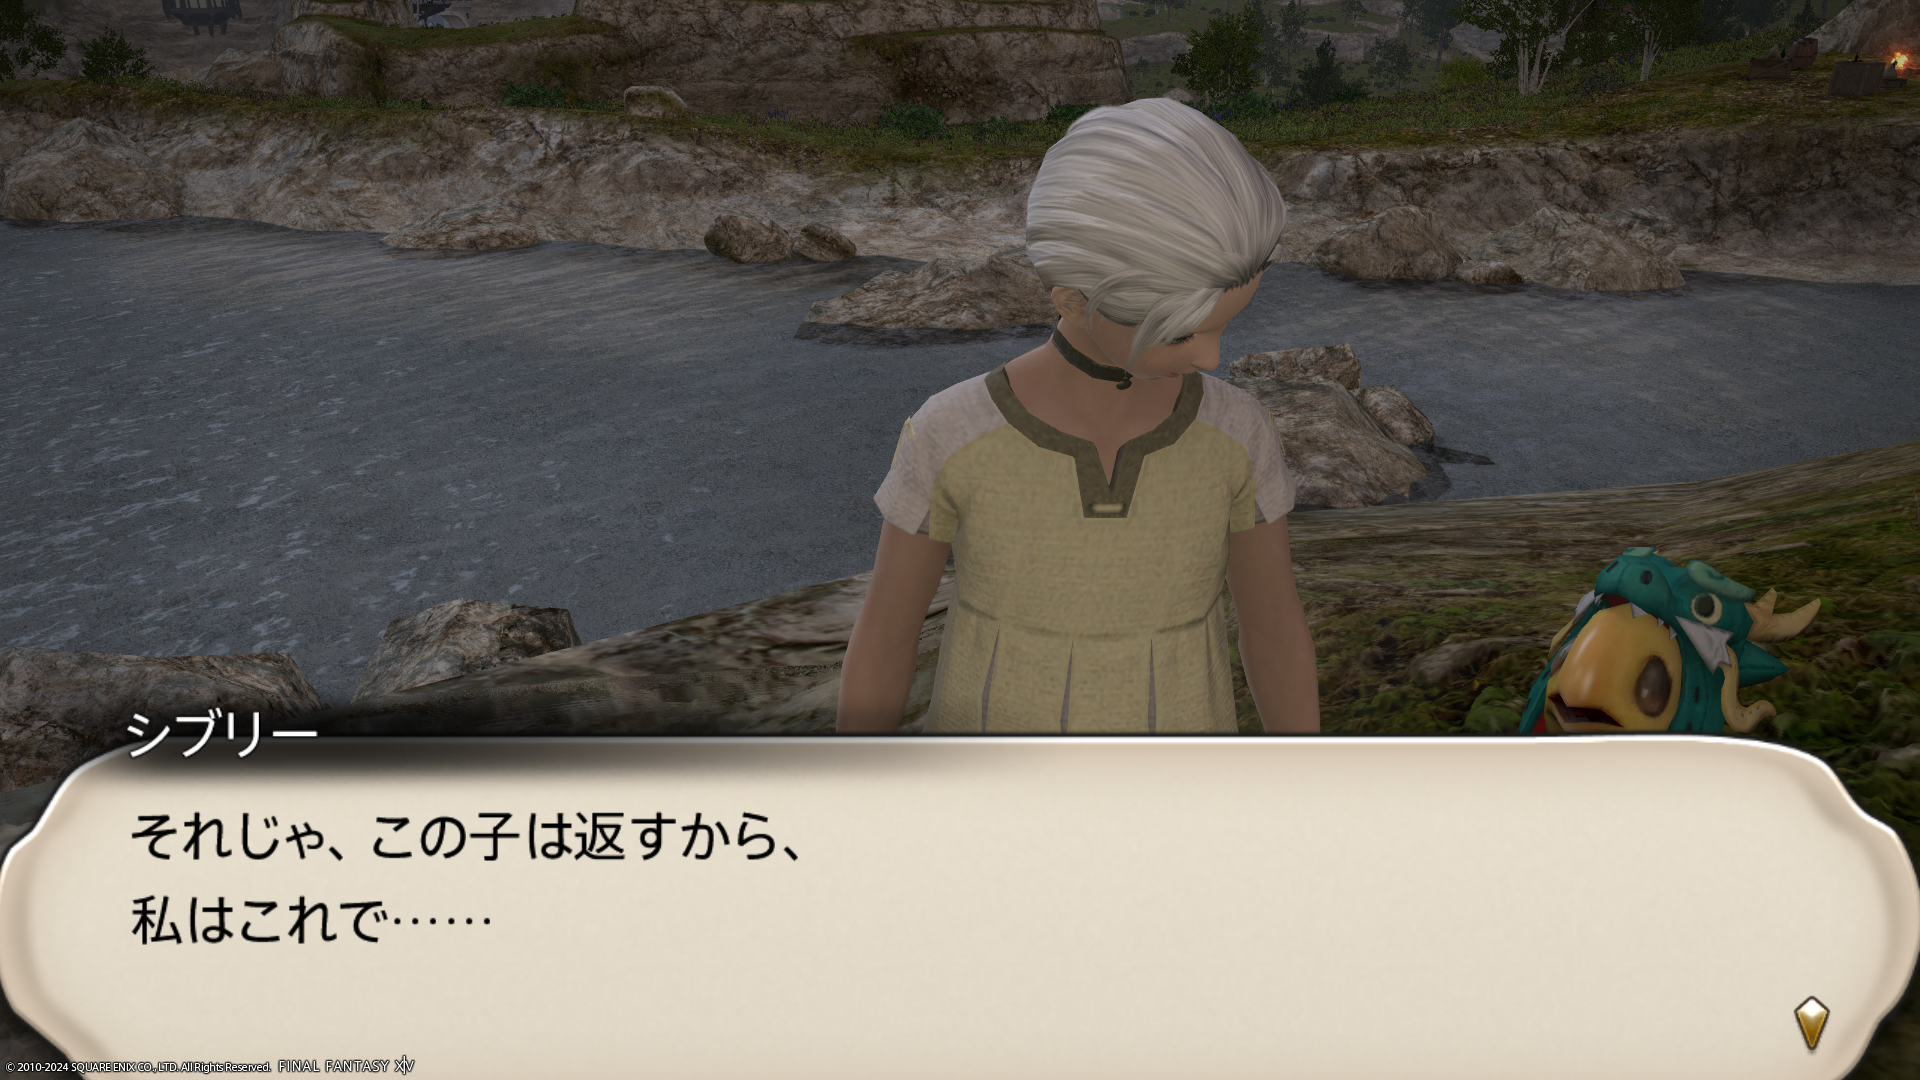 シブリー
それじゃ、この子は返すから、
私はこれで……
© 2010-2024 SQUARE ENIX CO., LTD. All Rights Reserved. FINAL FANTASY XIV